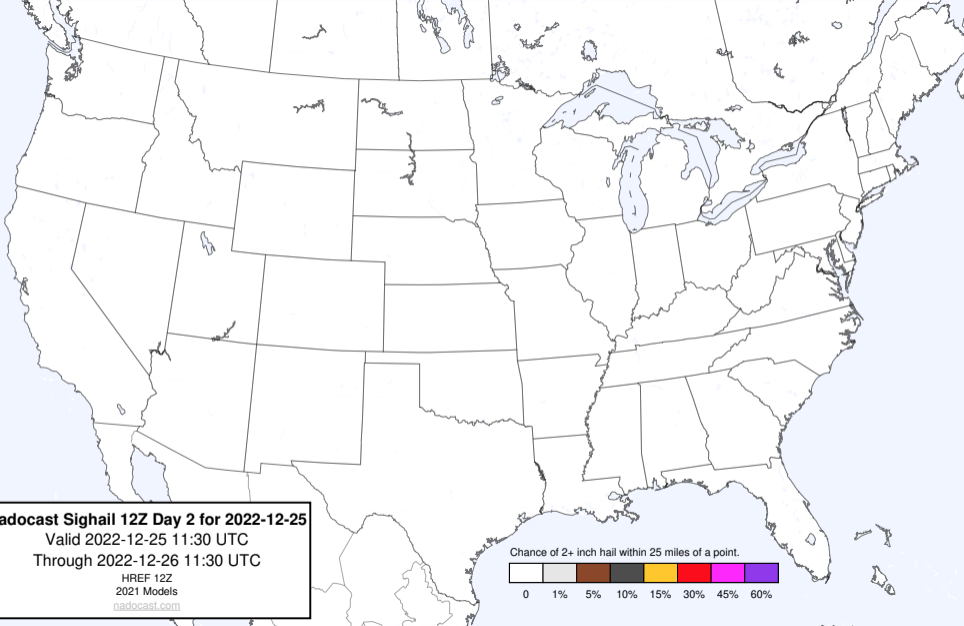 adocast Sighail 12Z Day 2 for 2022-12-25
Valid 2022-12-25 11:30 UTC
Through 2022-12-26 11:30 UTC
HREF 12Z
2021 Models
nadocast.com
Chance of 2+ inch hail within 25 miles of a point.
0 1% 5% 10% 15% 30% 45% 60%